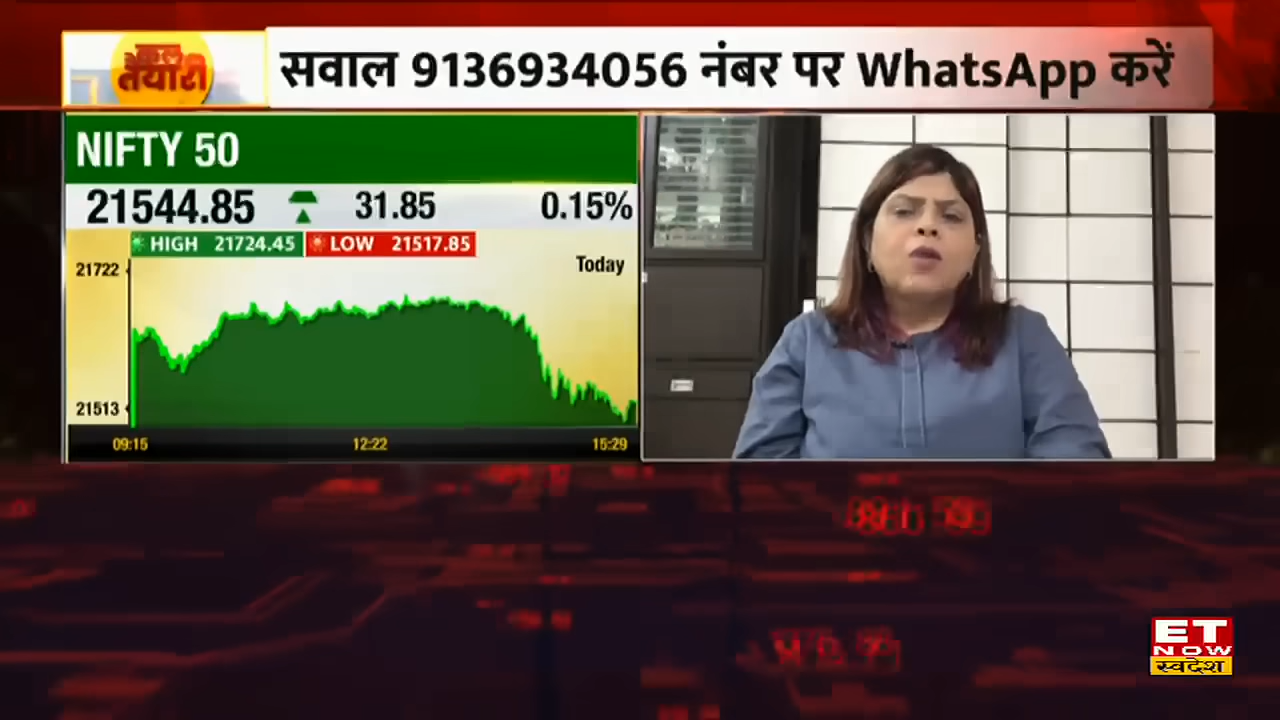 कल की
तैयारी
सवाल 9136934056 नंबर पर WhatsApp करें
NIFTY 50
21544.85 31.85 0.15%
HIGH 21724.45 LOW 21517.85
Today
21722
21513
09:15 12:22 15:29
ET
NOW
स्वदेश